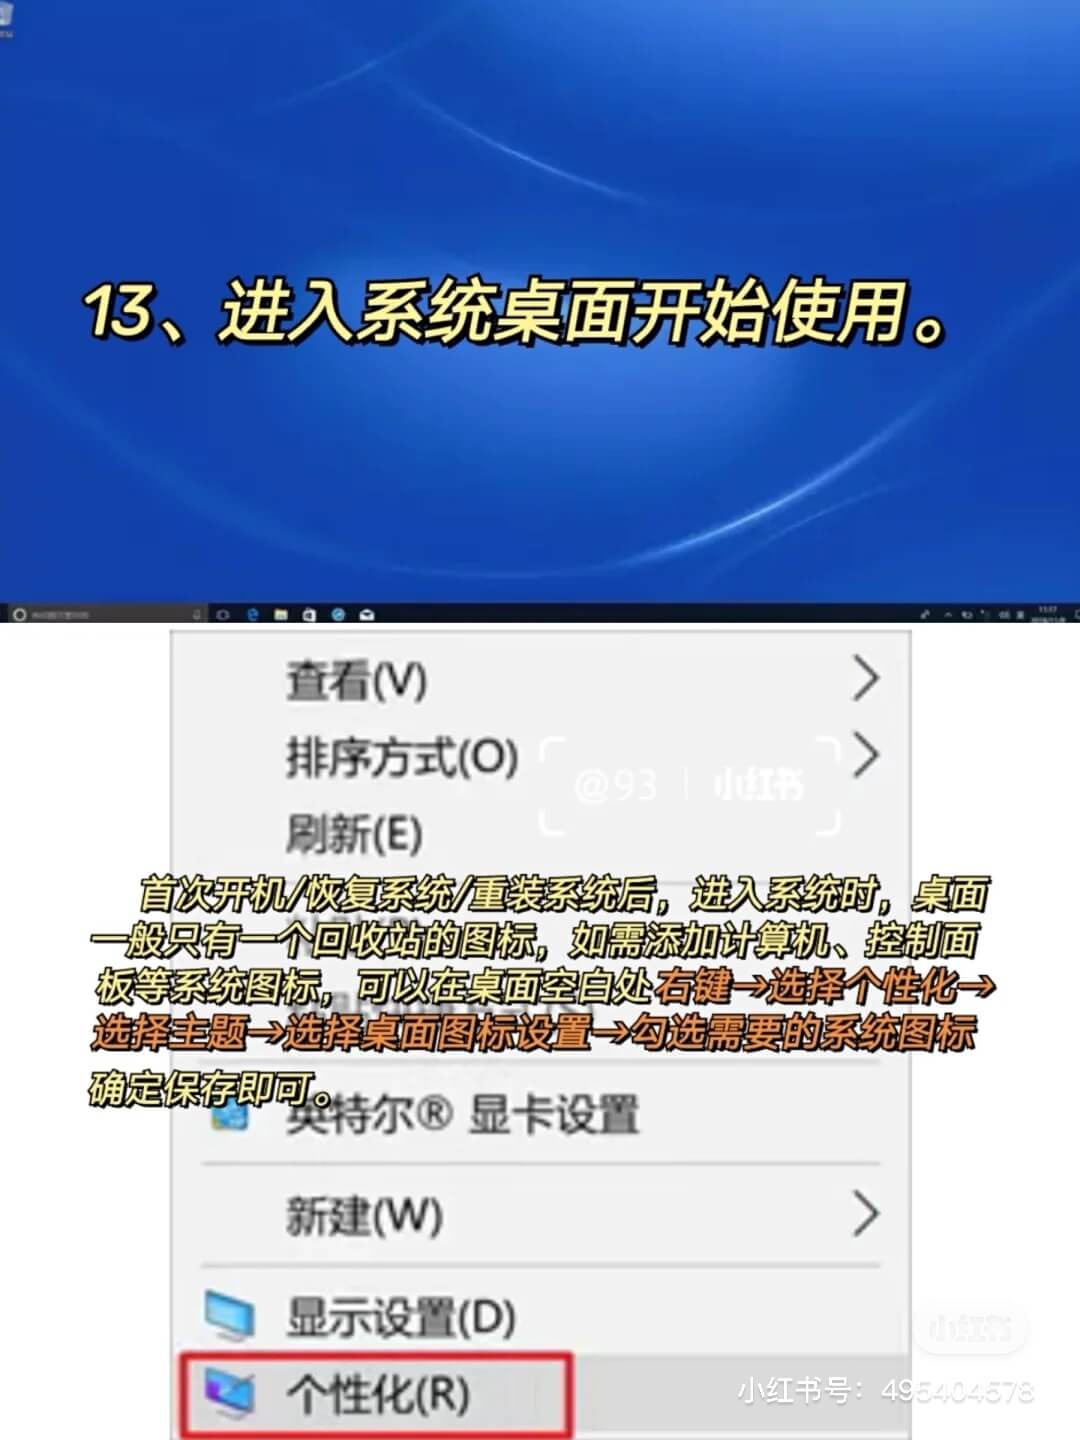 13、进入系统桌面开始使用。
查看(V)
排序方式(O)
@93 小红书
刷新(E)
首次开机/恢复系统/重装系统后，进入系统时，桌面
一般只有一个回收站的图标，如需添加计算机、控制面
板等系统图标，可以在桌面空白处右键→选择个性化→
选择主题→选择桌面图标设置→勾选需要的系统图标
确定保存即可。
英特尔® 显卡设置
新建(W)
显示设置(D)
小红书
个性化(R)
小红书号：495404578